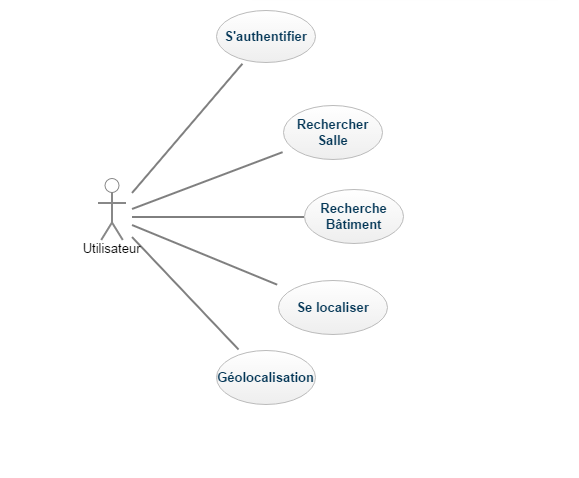 S'authentifier
Rechercher
Salle
Recherche
Bâtiment
Utilisateur
Se localiser
Géolocalisation